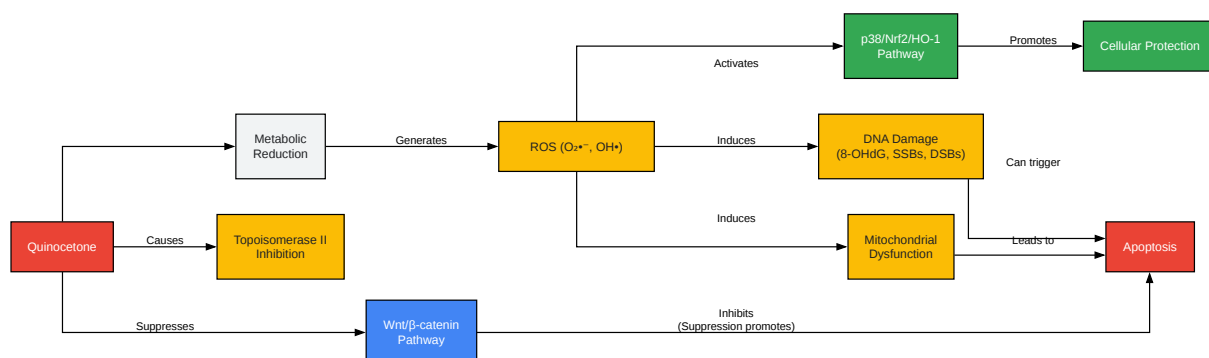 p38/Nrf2/HO-1
Pathway
Promotes
Cellular Protection
Activates
Metabolic
Reduction
Generates
ROS (O₂•⁻, OH•)
Induces
DNA Damage
(8-OHdG, SSBs, DSBs)
Can trigger
Quinocetone
Causes
Topoisomerase II
Inhibition
Induces
Mitochondrial
Dysfunction
Leads to
Apoptosis
Suppresses
Wnt/β-catenin
Pathway
Inhibits
(Suppression promotes)